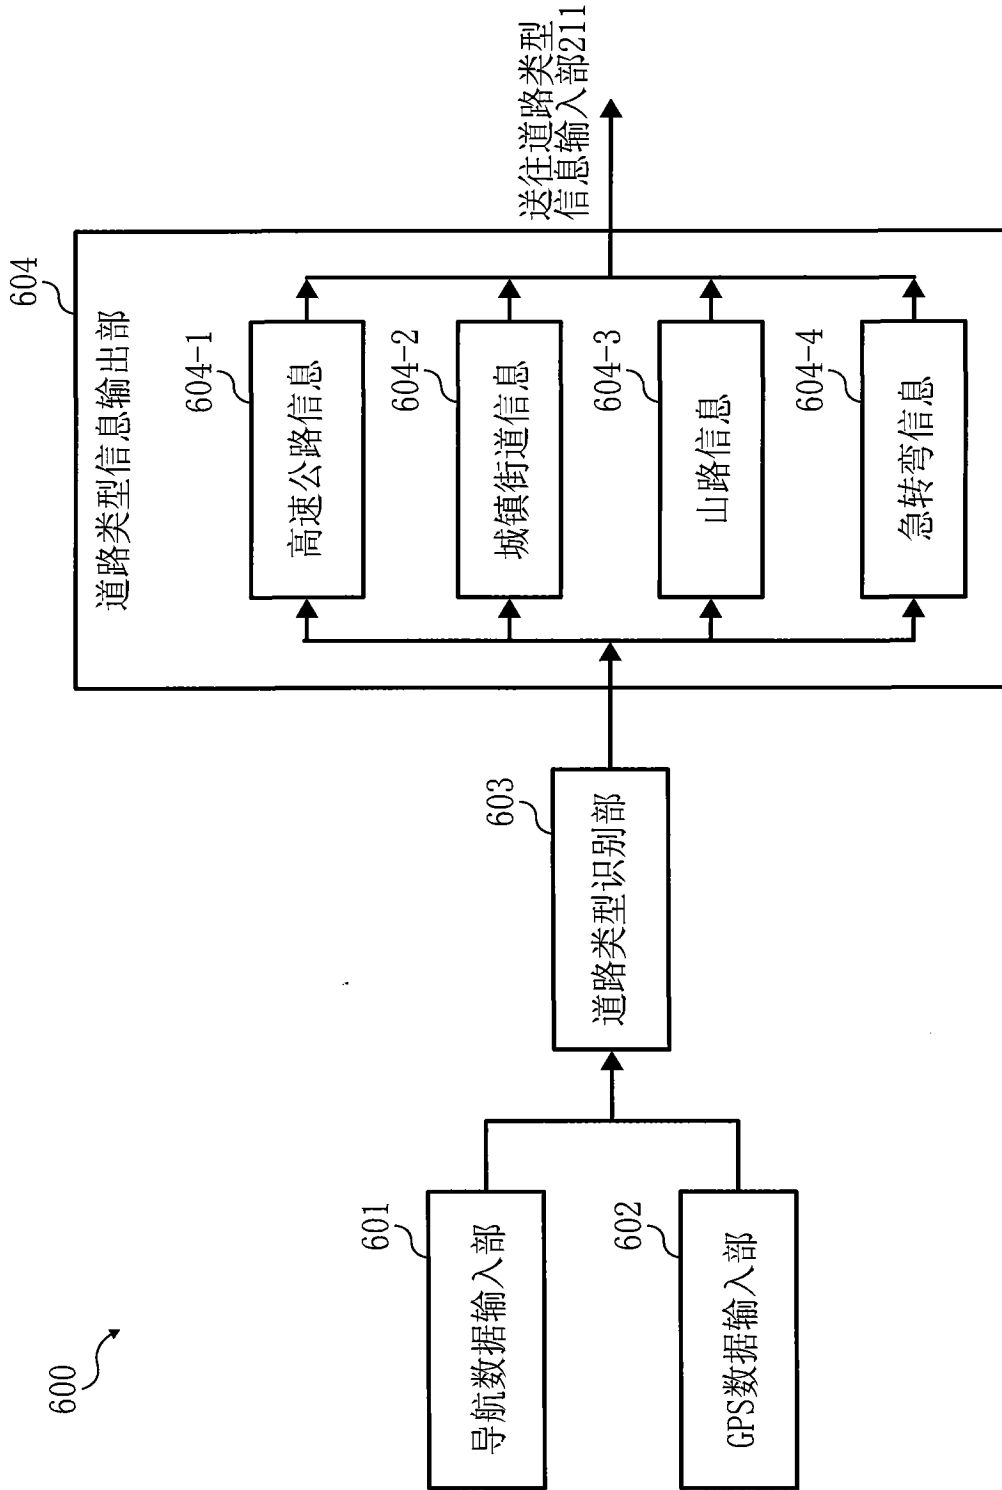 600
601
导航数据输入部
602
GPS数据输入部
603
道路类型识别部
604
道路类型信息输出部
604-1
高速公路信息
604-2
城镇街道信息
604-3
山路信息
604-4
急转弯信息
送往道路类型
信息输入部211